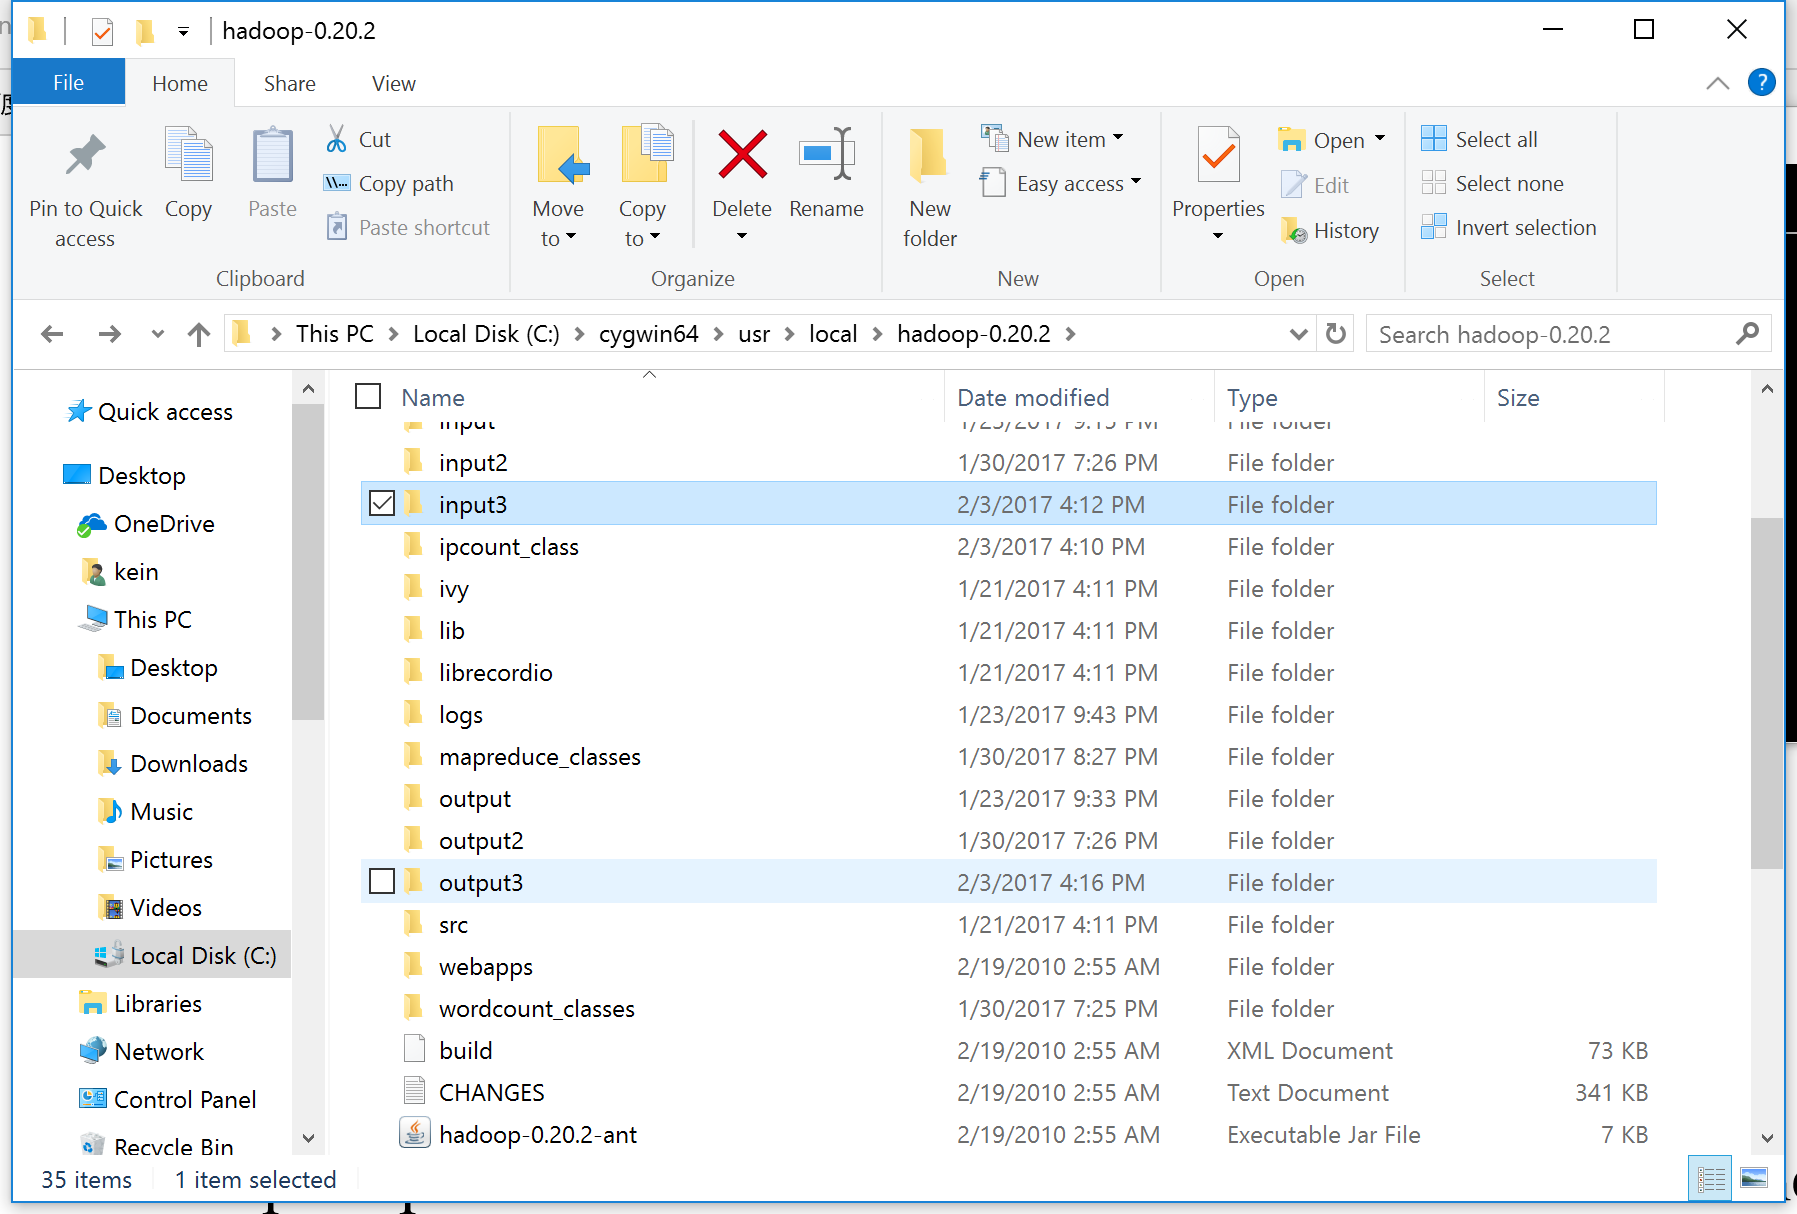 hadoop-0.20.2
File Home Share View
Pin to Quick access
Copy
Paste
Cut
Copy path
Paste shortcut
Clipboard
Move to
Copy to
Delete
Rename
Organize
New folder
New item
Easy access
New
Properties
Open
Edit
History
Open
Select all
Select none
Invert selection
Select
This PC Local Disk (C:) cygwin64 usr local hadoop-0.20.2
Search hadoop-0.20.2
Quick access
Desktop
OneDrive
kein
This PC
Desktop
Documents
Downloads
Music
Pictures
Videos
Local Disk (C:)
Libraries
Network
Control Panel
Recycle Bin
Name Date modified Type Size
input 1/23/2017 9:15 PM File folder
input2 1/30/2017 7:26 PM File folder
input3 2/3/2017 4:12 PM File folder
ipcount_class 2/3/2017 4:10 PM File folder
ivy 1/21/2017 4:11 PM File folder
lib 1/21/2017 4:11 PM File folder
librecordio 1/21/2017 4:11 PM File folder
logs 1/23/2017 9:43 PM File folder
mapreduce_classes 1/30/2017 8:27 PM File folder
output 1/23/2017 9:33 PM File folder
output2 1/30/2017 7:26 PM File folder
output3 2/3/2017 4:16 PM File folder
src 1/21/2017 4:11 PM File folder
webapps 2/19/2010 2:55 AM File folder
wordcount_classes 1/30/2017 7:25 PM File folder
build 2/19/2010 2:55 AM XML Document 73 KB
CHANGES 2/19/2010 2:55 AM Text Document 341 KB
hadoop-0.20.2-ant 2/19/2010 2:55 AM Executable Jar File 7 KB
35 items 1 item selected